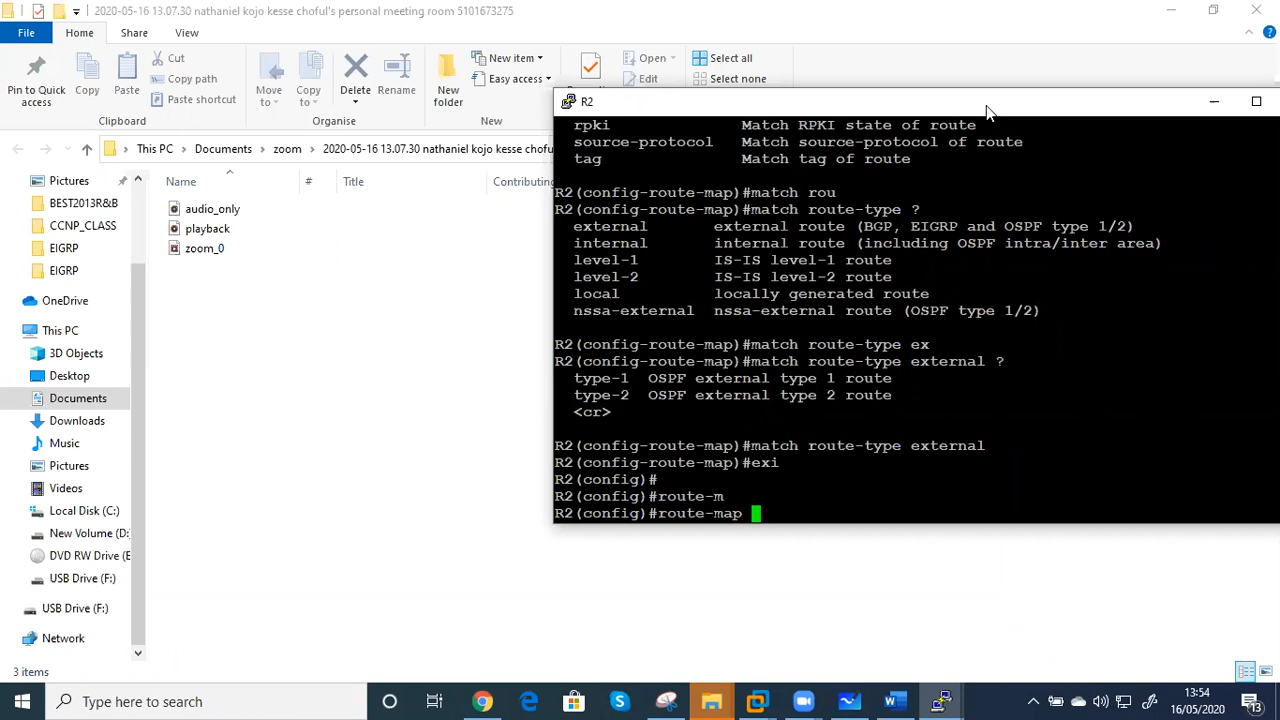 2020-05-16 13.07.30 nathaniel kojo kesse choful's personal meeting room 5101673275
File Home Share View
Pin to Quick access
Copy
Paste
Cut
Copy path
Paste shortcut
Clipboard
Move to
Copy to
Delete
Rename
Organise
New folder
New item
Easy access
New
Open
Edit
Select all
Select none
This PC Documents zoom 2020-05-16 13.07.30 nathaniel kojo kesse chofu
Name # Title Contributing
audio_only
playback
zoom_0
Pictures
BEST2013R&B
CCNP_CLASS
EIGRP
EIGRP
OneDrive
This PC
3D Objects
Desktop
Documents
Downloads
Music
Pictures
Videos
Local Disk (C:)
New Volume (D:)
DVD RW Drive (E:
USB Drive (F:)
USB Drive (F:)
Network
3 items
R2
rpki Match RPKI state of route
source-protocol Match source-protocol of route
tag Match tag of route
R2(config-route-map)#match rou
R2(config-route-map)#match route-type ?
external external route (BGP, EIGRP and OSPF type 1/2)
internal internal route (including OSPF intra/inter area)
level-1 IS-IS level-1 route
level-2 IS-IS level-2 route
local locally generated route
nssa-external nssa-external route (OSPF type 1/2)
R2(config-route-map)#match route-type ex
R2(config-route-map)#match route-type external ?
type-1 OSPF external type 1 route
type-2 OSPF external type 2 route
<cr>
R2(config-route-map)#match route-type external
R2(config-route-map)#exi
R2(config)#
R2(config)#route-m
R2(config)#route-map
Type here to search
13:54
16/05/2020
13